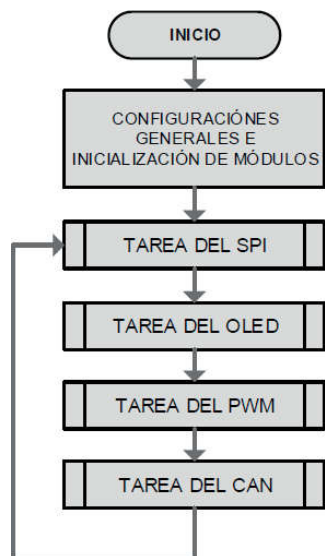 INICIO
CONFIGURACIÓNES
GENERALES E
INICIALIZACIÓN DE MÓDULOS
TAREA DEL SPI
TAREA DEL OLED
TAREA DEL PWM
TAREA DEL CAN